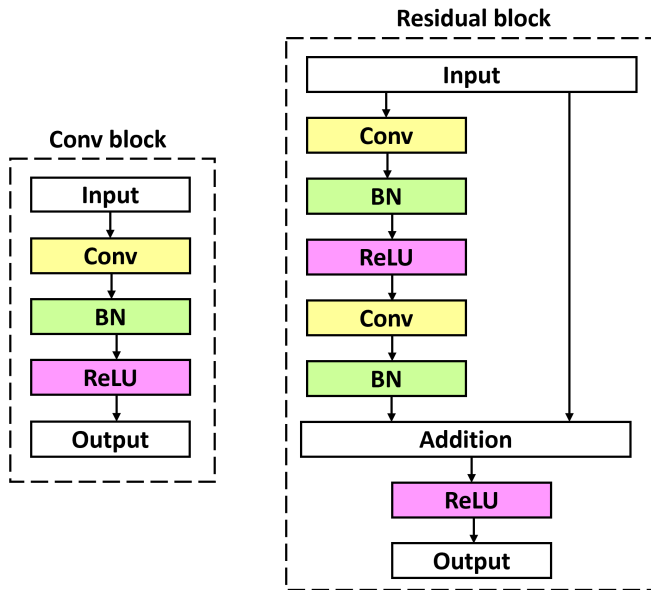 Conv block
Input
Conv
BN
ReLU
Output
Residual block
Input
Conv
BN
ReLU
Conv
BN
Addition
ReLU
Output